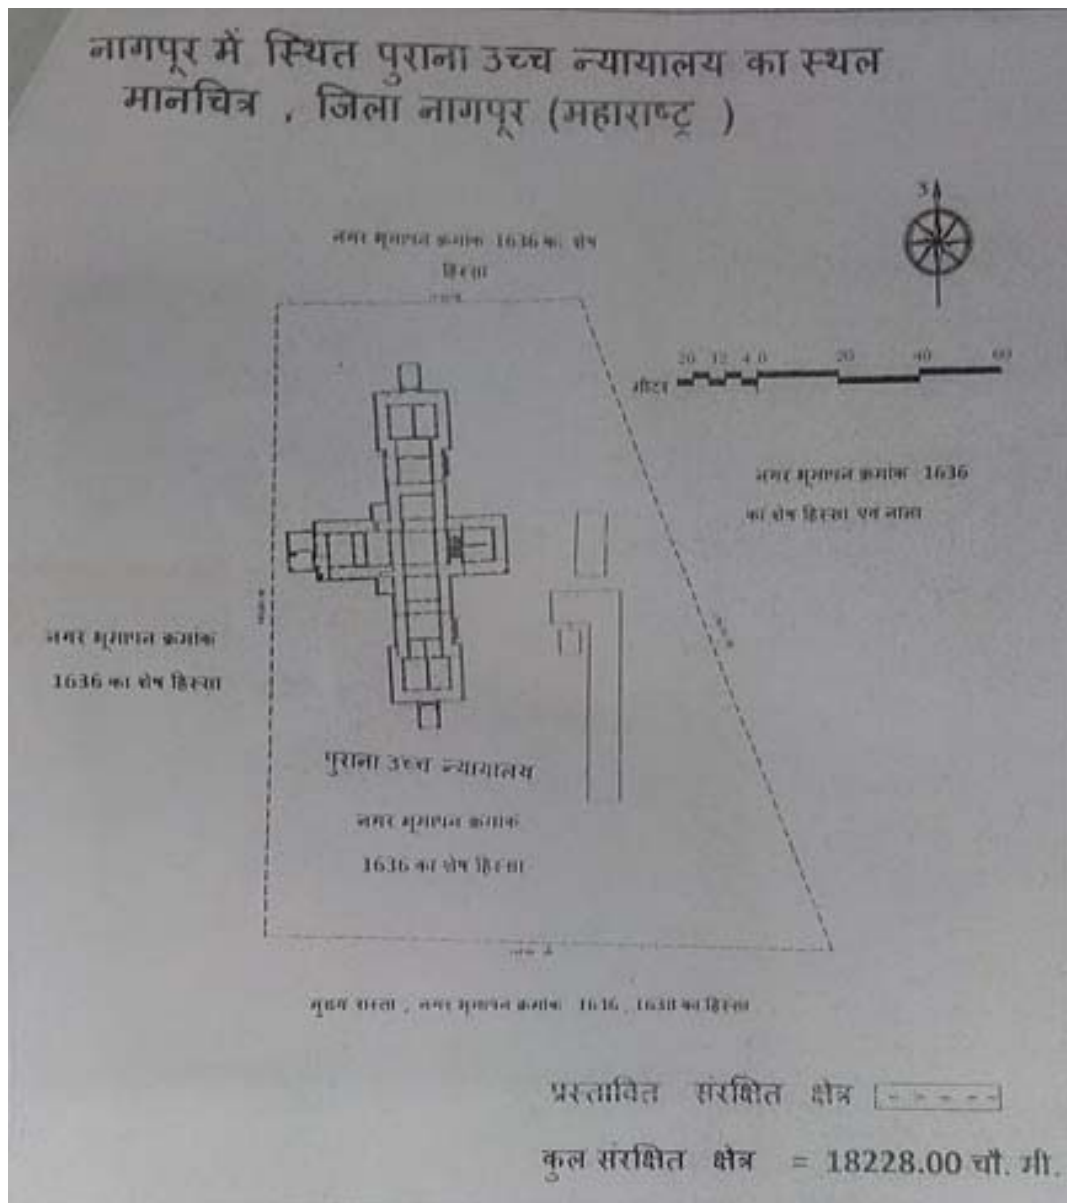 नागपूर में स्थित पुराना उच्च न्यायालय का स्थल
मानचित्र , जिला नागपूर (महाराष्ट्र )
उ
नगर भूमापन क्रमांक 1636 का शेष
हिस्सा
20 12 4 0 20 40 60
मीटर
नगर भूमापन क्रमांक 1636
का शेष हिस्सा एवं नाला
नगर भूमापन क्रमांक
1636 का शेष हिस्सा
पुराना उच्च न्यायालय
नगर भूमापन क्रमांक
1636 का शेष हिस्सा
मुख्य रास्ता , नगर भूमापन क्रमांक 1636 , 1638 का हिस्सा
प्रस्तावित संरक्षित क्षेत्र
कुल संरक्षित क्षेत्र = 18228.00 चौ. मी.